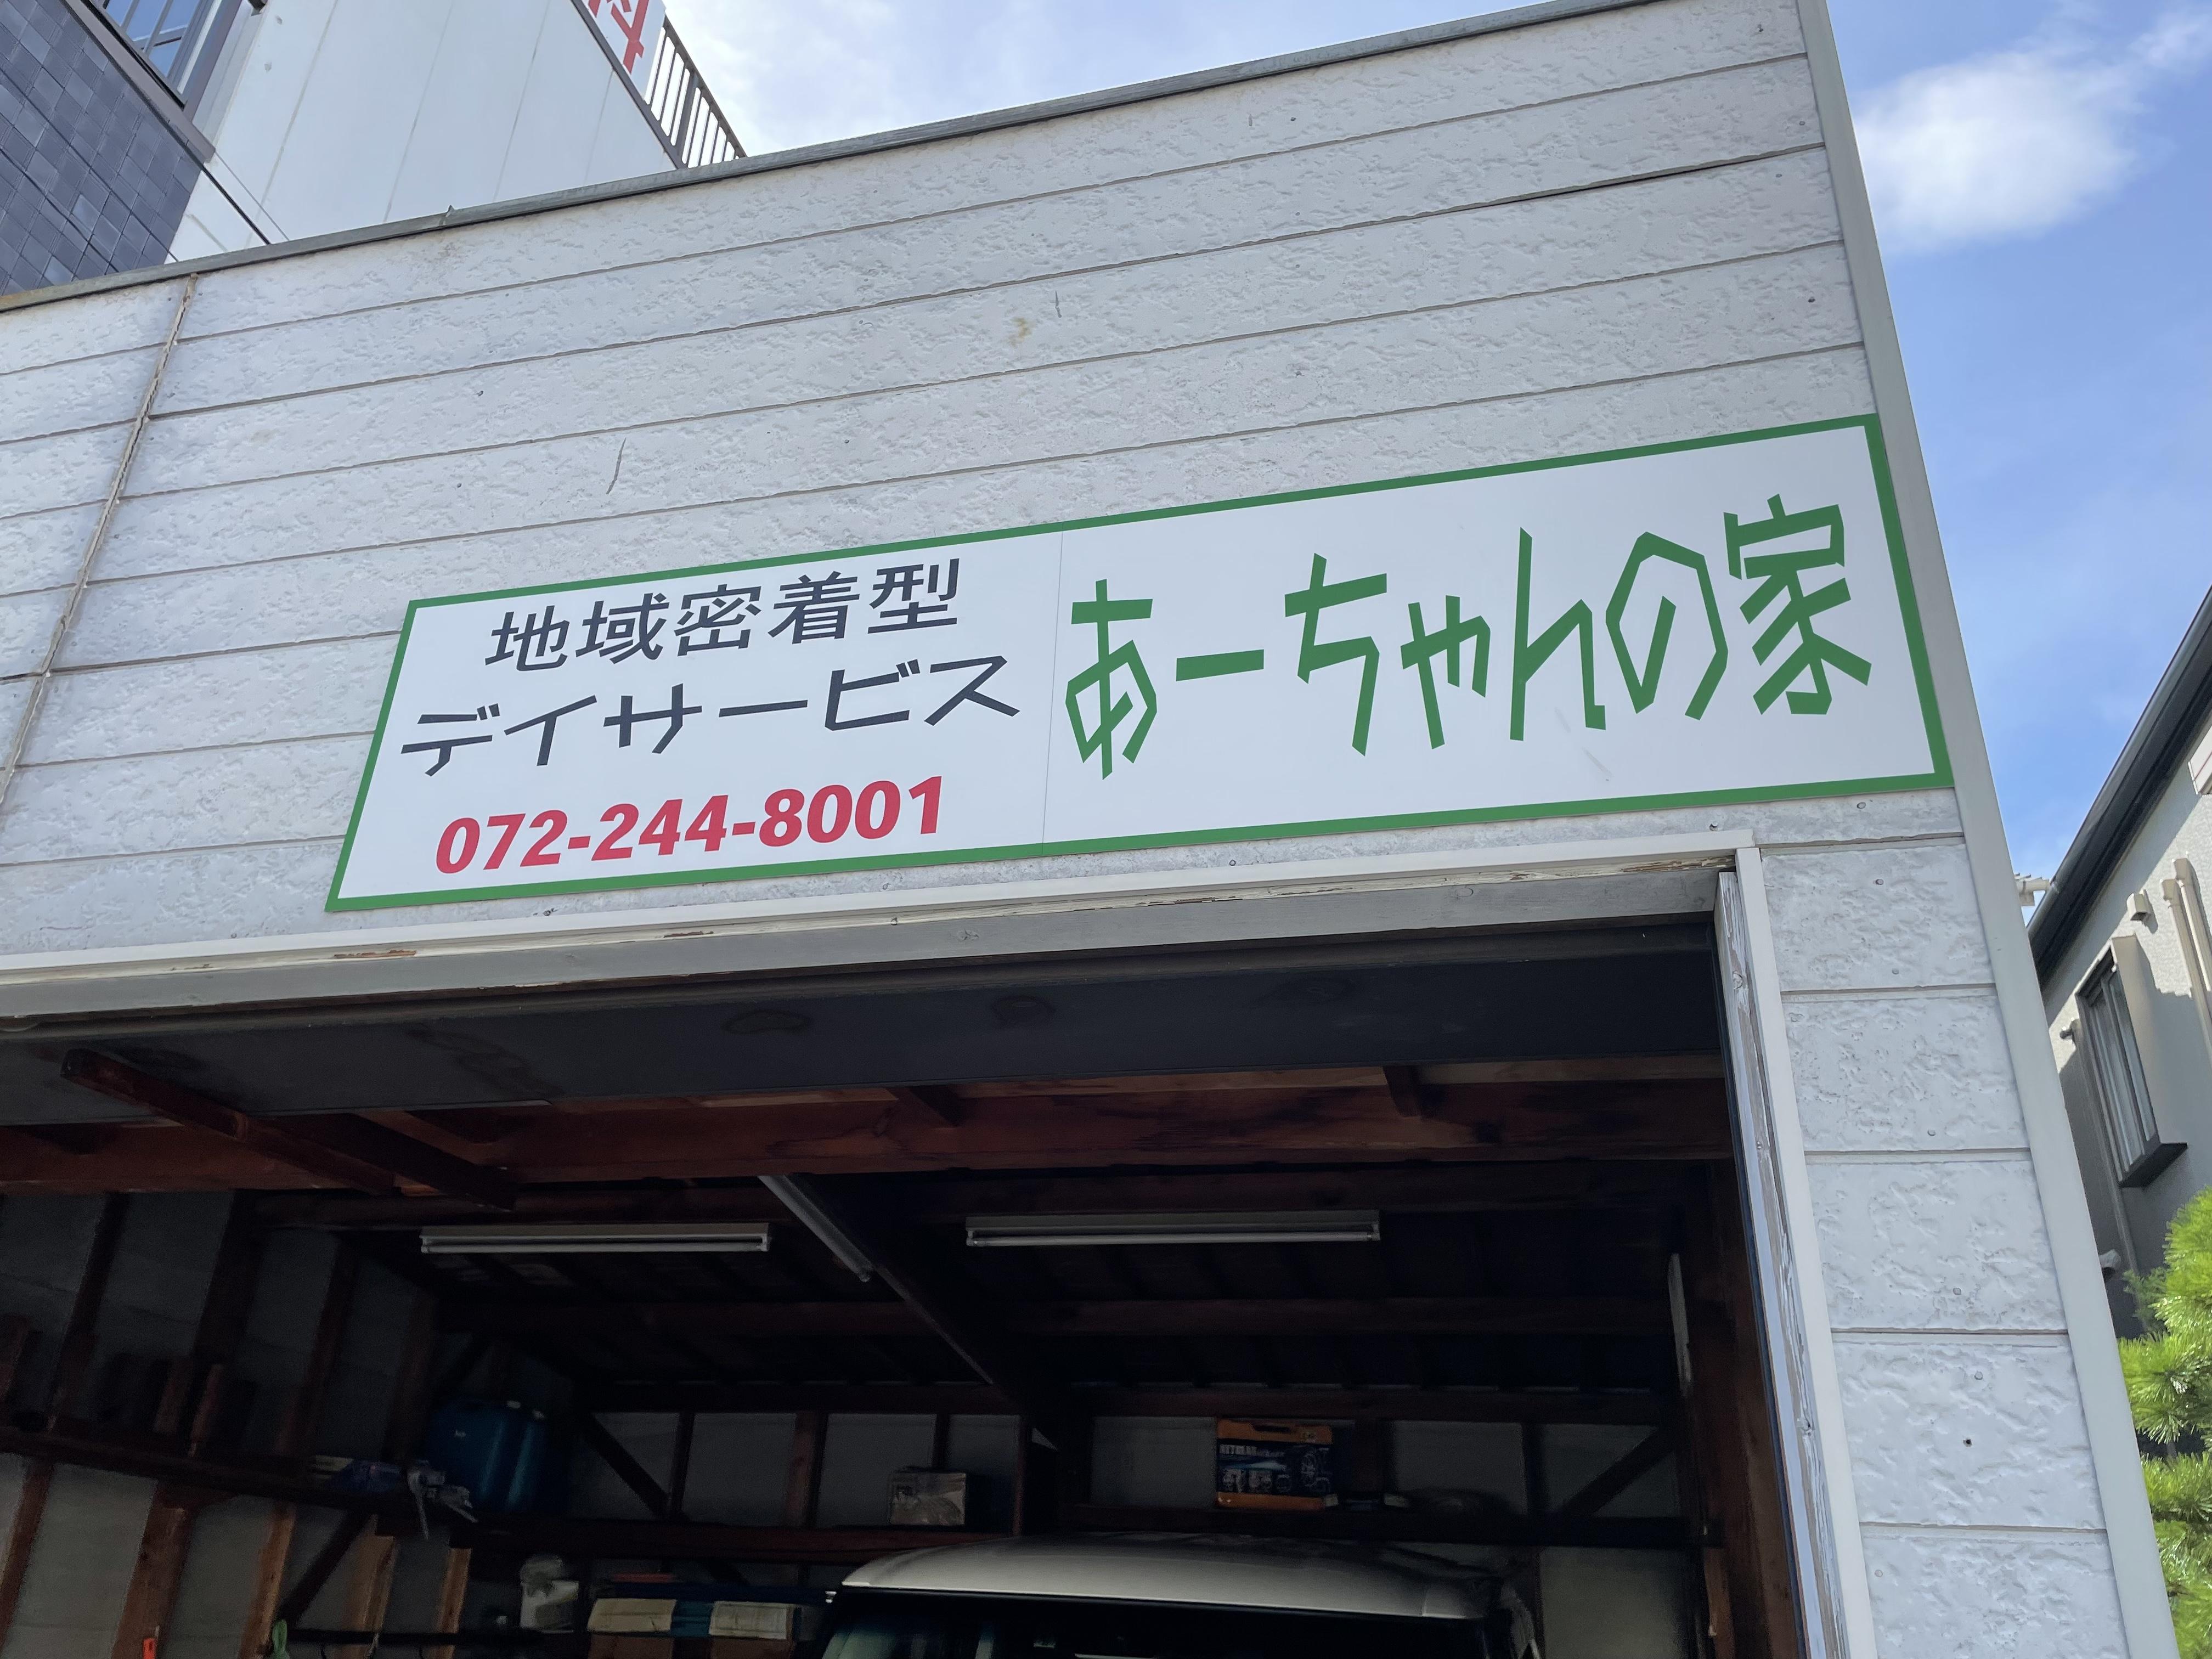 地域密着型
デイサービス
072-244-8001
あーちゃんの家
科